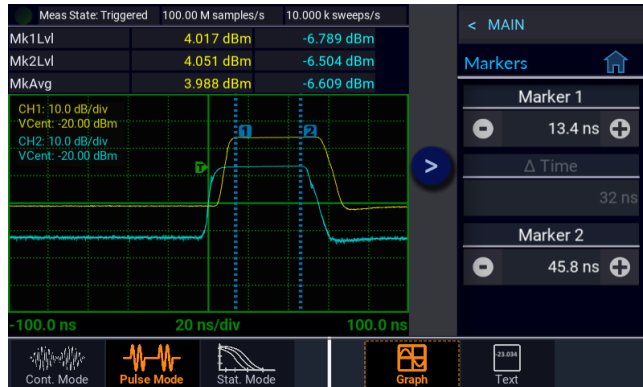 Meas State: Triggered 100.00 M samples/s 10.000 k sweeps/s
Mk1Lvl 4.017 dBm -6.789 dBm
Mk2Lvl 4.051 dBm -6.504 dBm
MkAvg 3.988 dBm -6.609 dBm
CH1: 10.0 dB/div
VCent: -20.00 dBm
CH2: 10.0 dB/div
VCent: -20.00 dBm
1 2
T
-100.0 ns 20 ns/div 100.0 ns
>
< MAIN
Markers
Marker 1
- 13.4 ns +
Δ Time
32 ns
Marker 2
- 45.8 ns +
Cont. Mode Pulse Mode Stat. Mode
Graph
-23.034
Text